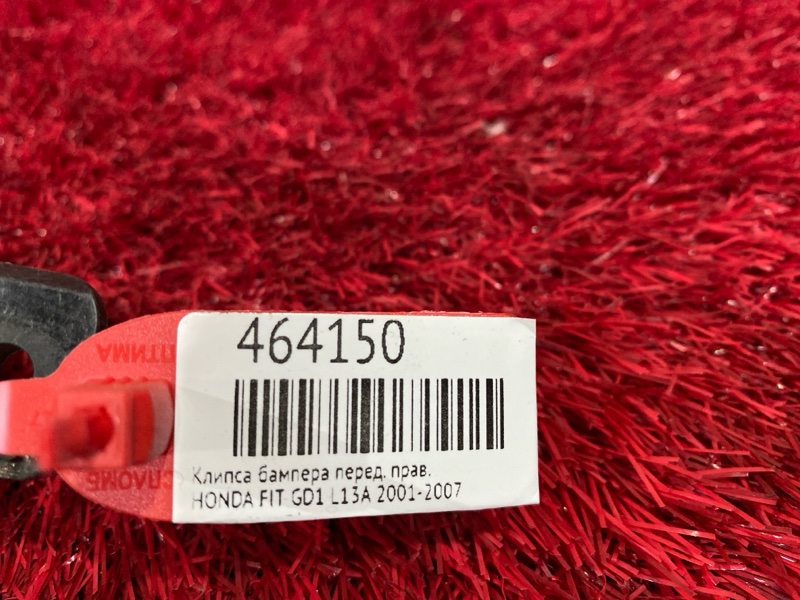 464150
Клипса бампера перед. прав.
HONDA FIT GD1 L13A 2001-2007